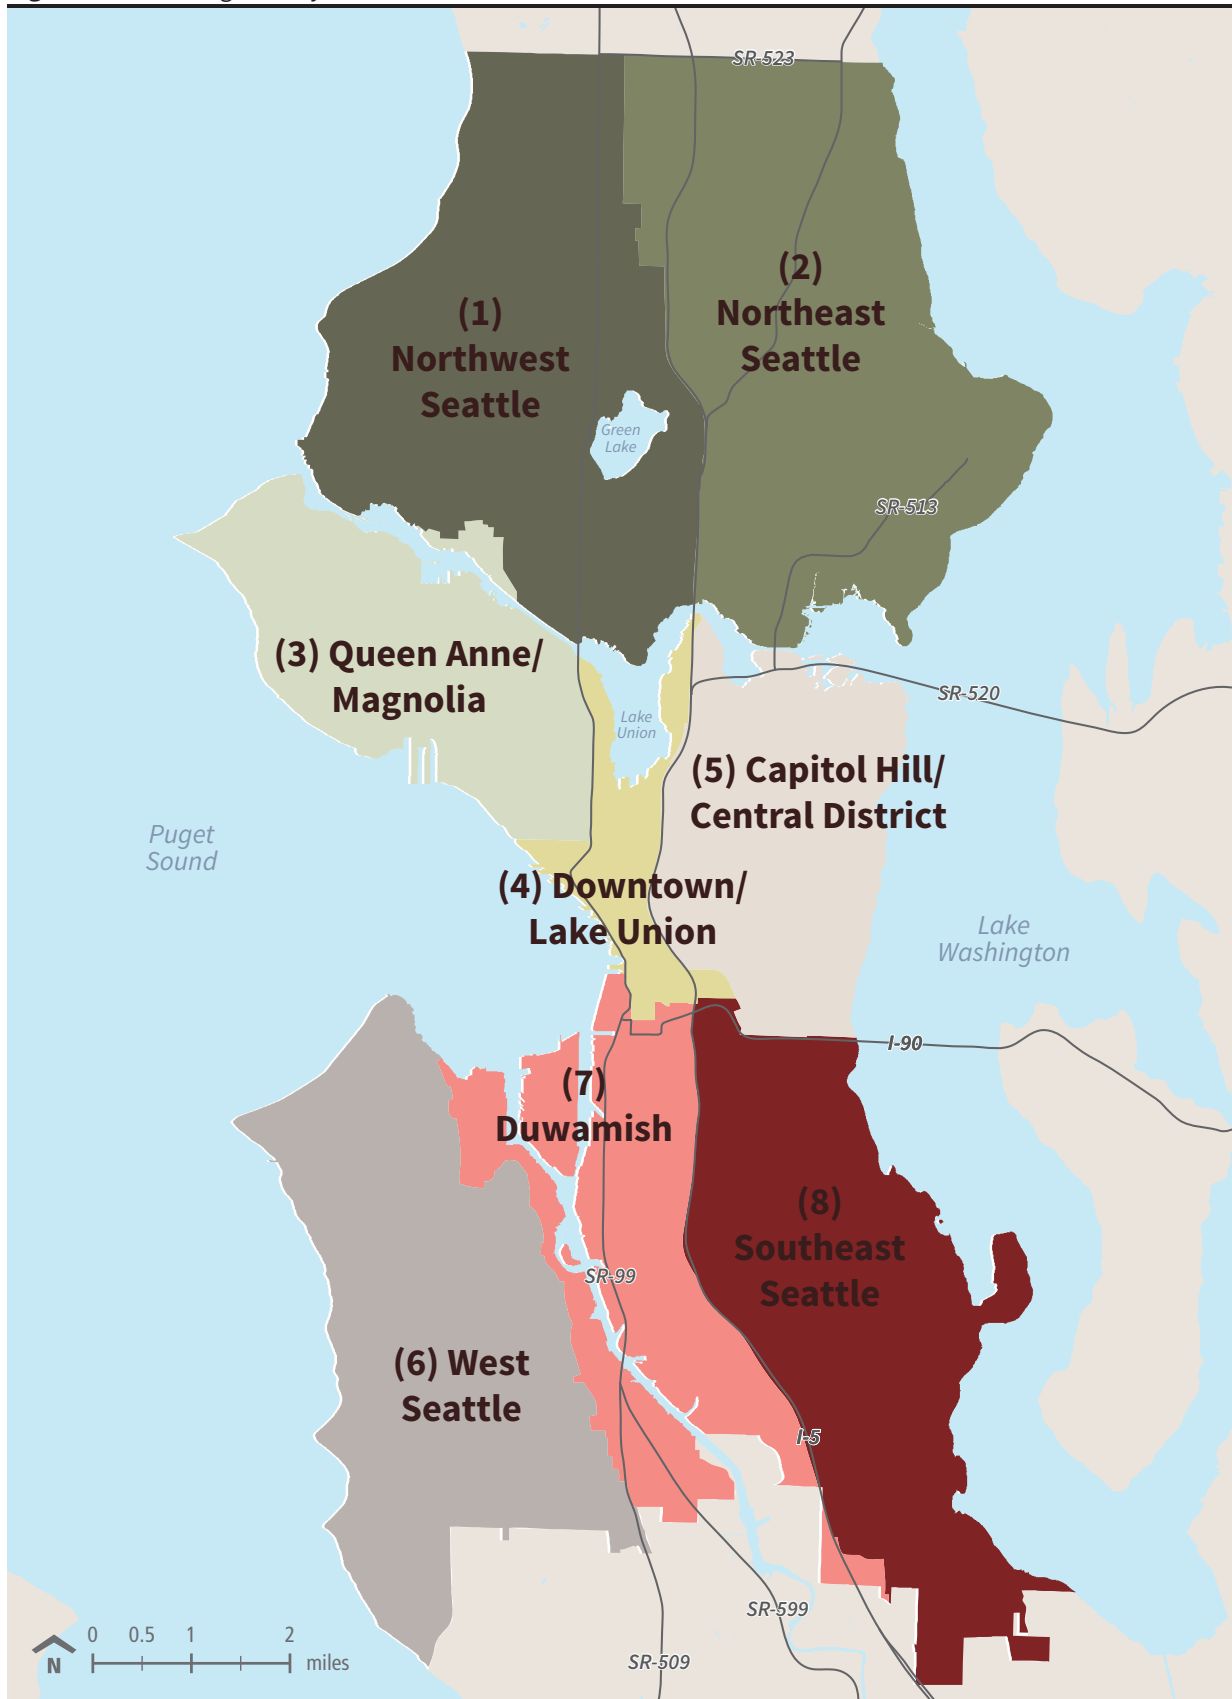 SR-523
(1)
Northwest
Seattle
(2)
Northeast
Seattle
Green
Lake
SR-513
(3) Queen Anne/
Magnolia
Lake
Union
SR-520
(5) Capitol Hill/
Central District
Puget
Sound
(4) Downtown/
Lake Union
Lake
Washington
I-90
(7)
Duwamish
(8)
Southeast
Seattle
SR-99
(6) West
Seattle
I-5
SR-599
SR-509
0 0.5 1 2
miles
N